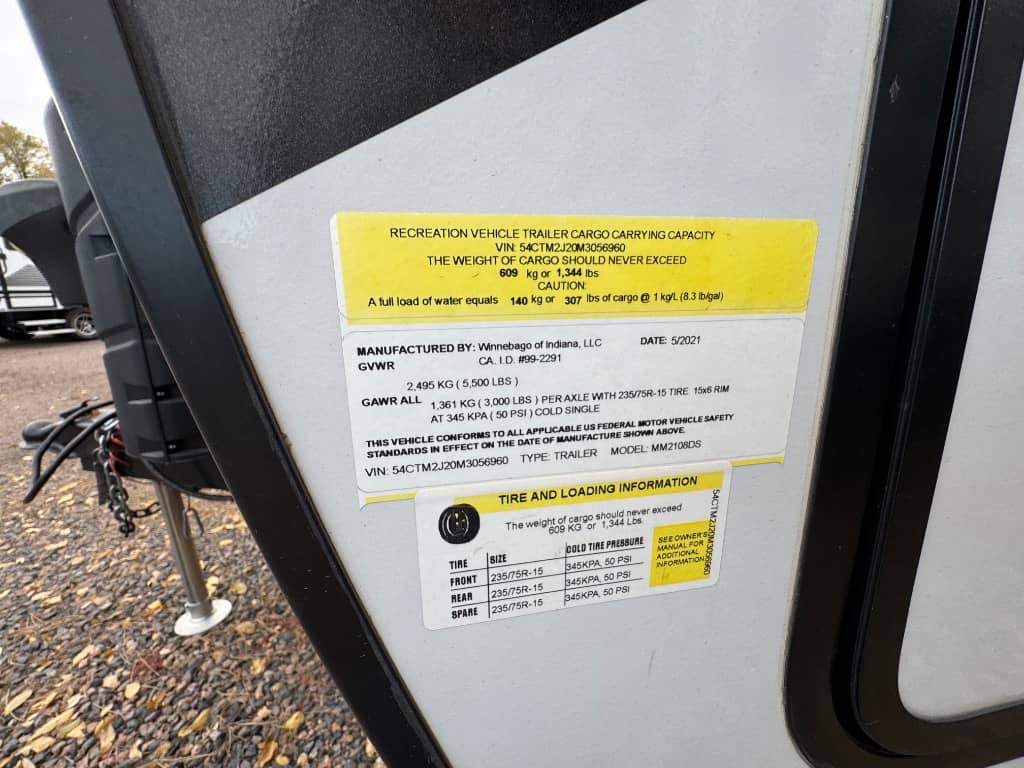 RECREATION VEHICLE TRAILER CARGO CARRYING CAPACITY
VIN: 54CTM2J20M3056960
THE WEIGHT OF CARGO SHOULD NEVER EXCEED
609 kg or 1,344 lbs
CAUTION:
A full load of water equals 140 kg or 307 lbs of cargo @ 1 kg/L (8.3 lb/gal)
MANUFACTURED BY: Winnebago of Indiana, LLC DATE: 5/2021
GVWR CA. I.D. #99-2291
2,495 KG ( 5,500 LBS )
GAWR ALL 1,361 KG ( 3,000 LBS ) PER AXLE WITH 235/75R-15 TIRE 15x6 RIM
AT 345 KPA ( 50 PSI ) COLD SINGLE
THIS VEHICLE CONFORMS TO ALL APPLICABLE US FEDERAL MOTOR VEHICLE SAFETY
STANDARDS IN EFFECT ON THE DATE OF MANUFACTURE SHOWN ABOVE.
VIN: 54CTM2J20M3056960 TYPE: TRAILER MODEL: MM2108DS
TIRE AND LOADING INFORMATION
The weight of cargo should never exceed
609 KG or 1,344 Lbs.
TIRE SIZE COLD TIRE PRESSURE
FRONT 235/75R-15 345KPA, 50 PSI
REAR 235/75R-15 345KPA, 50 PSI
SPARE 235/75R-15 345KPA, 50 PSI
SEE OWNER'S
MANUAL FOR
ADDITIONAL
INFORMATION
54CTM2J20M3056960